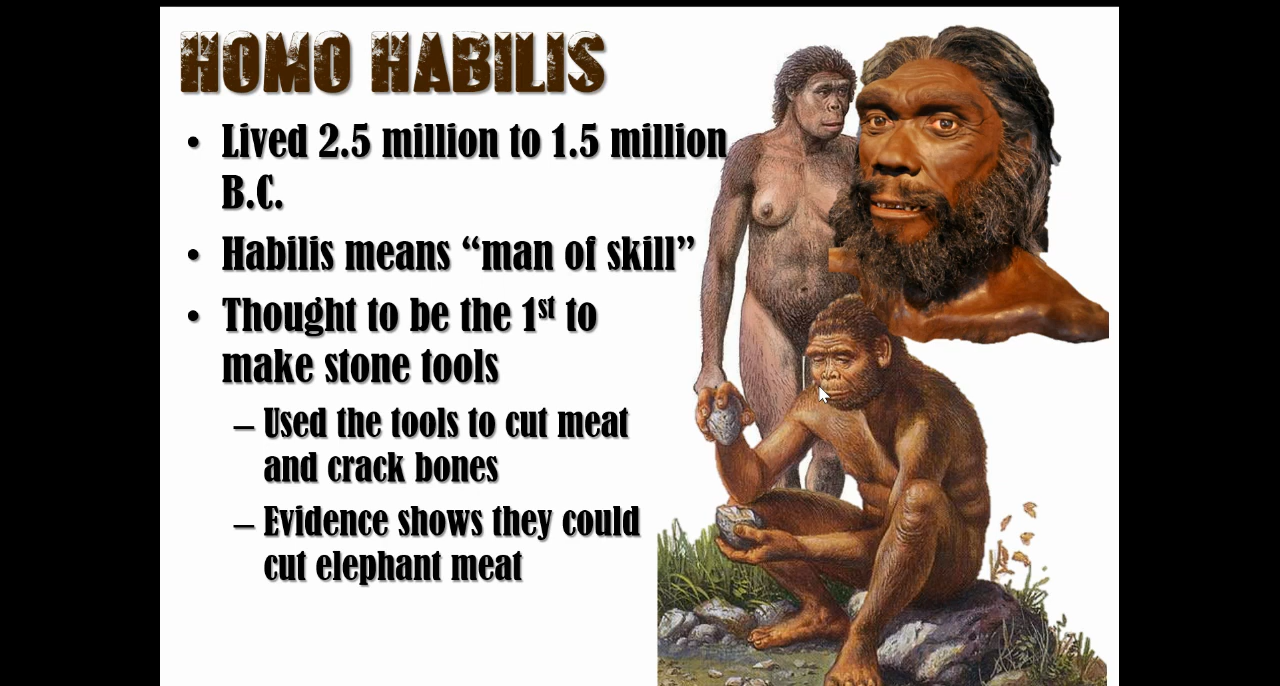 HOMO HABILIS
• Lived 2.5 million to 1.5 million
B.C.
• Habilis means “man of skill”
• Thought to be the 1st to
make stone tools
– Used the tools to cut meat
and crack bones
– Evidence shows they could
cut elephant meat